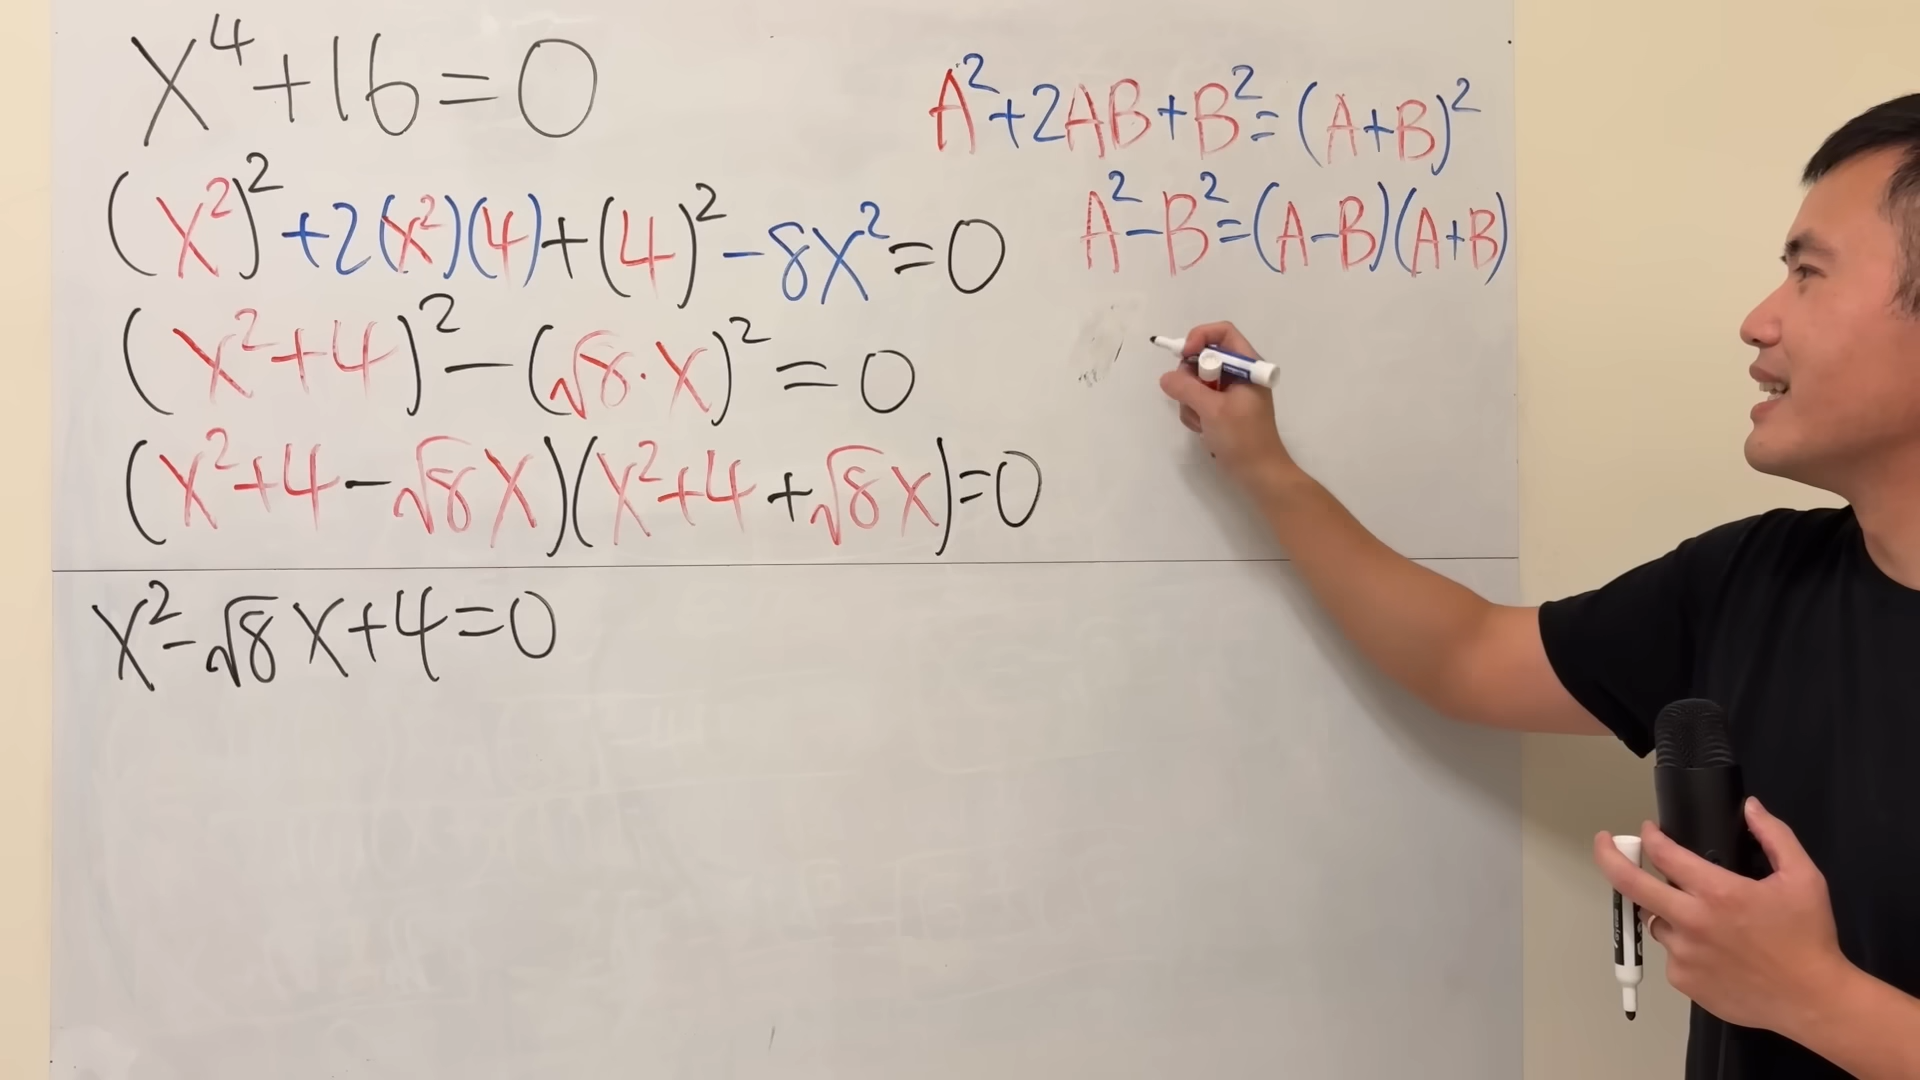 x⁴+16=0
(x²)²+2(x²)(4)+(4)²-8x²=0
(x²+4)²-(√8·x)²=0
(x²+4-√8x)(x²+4+√8x)=0
x²-√8x+4=0
A²+2AB+B²=(A+B)²
A²-B²=(A-B)(A+B)